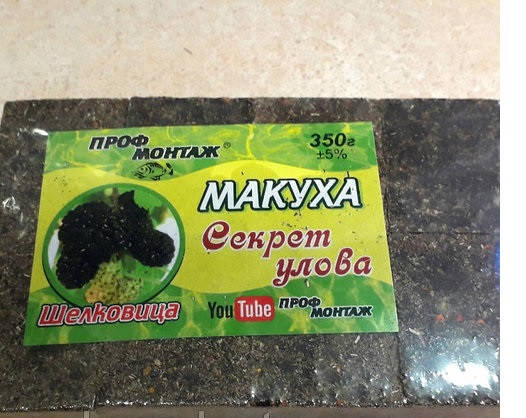 ПРОФ
МОНТАЖ®
350г
±5%
МАКУХА
Секрет
улова
Шелковица
YouTube ПРОФ
МОНТАЖ